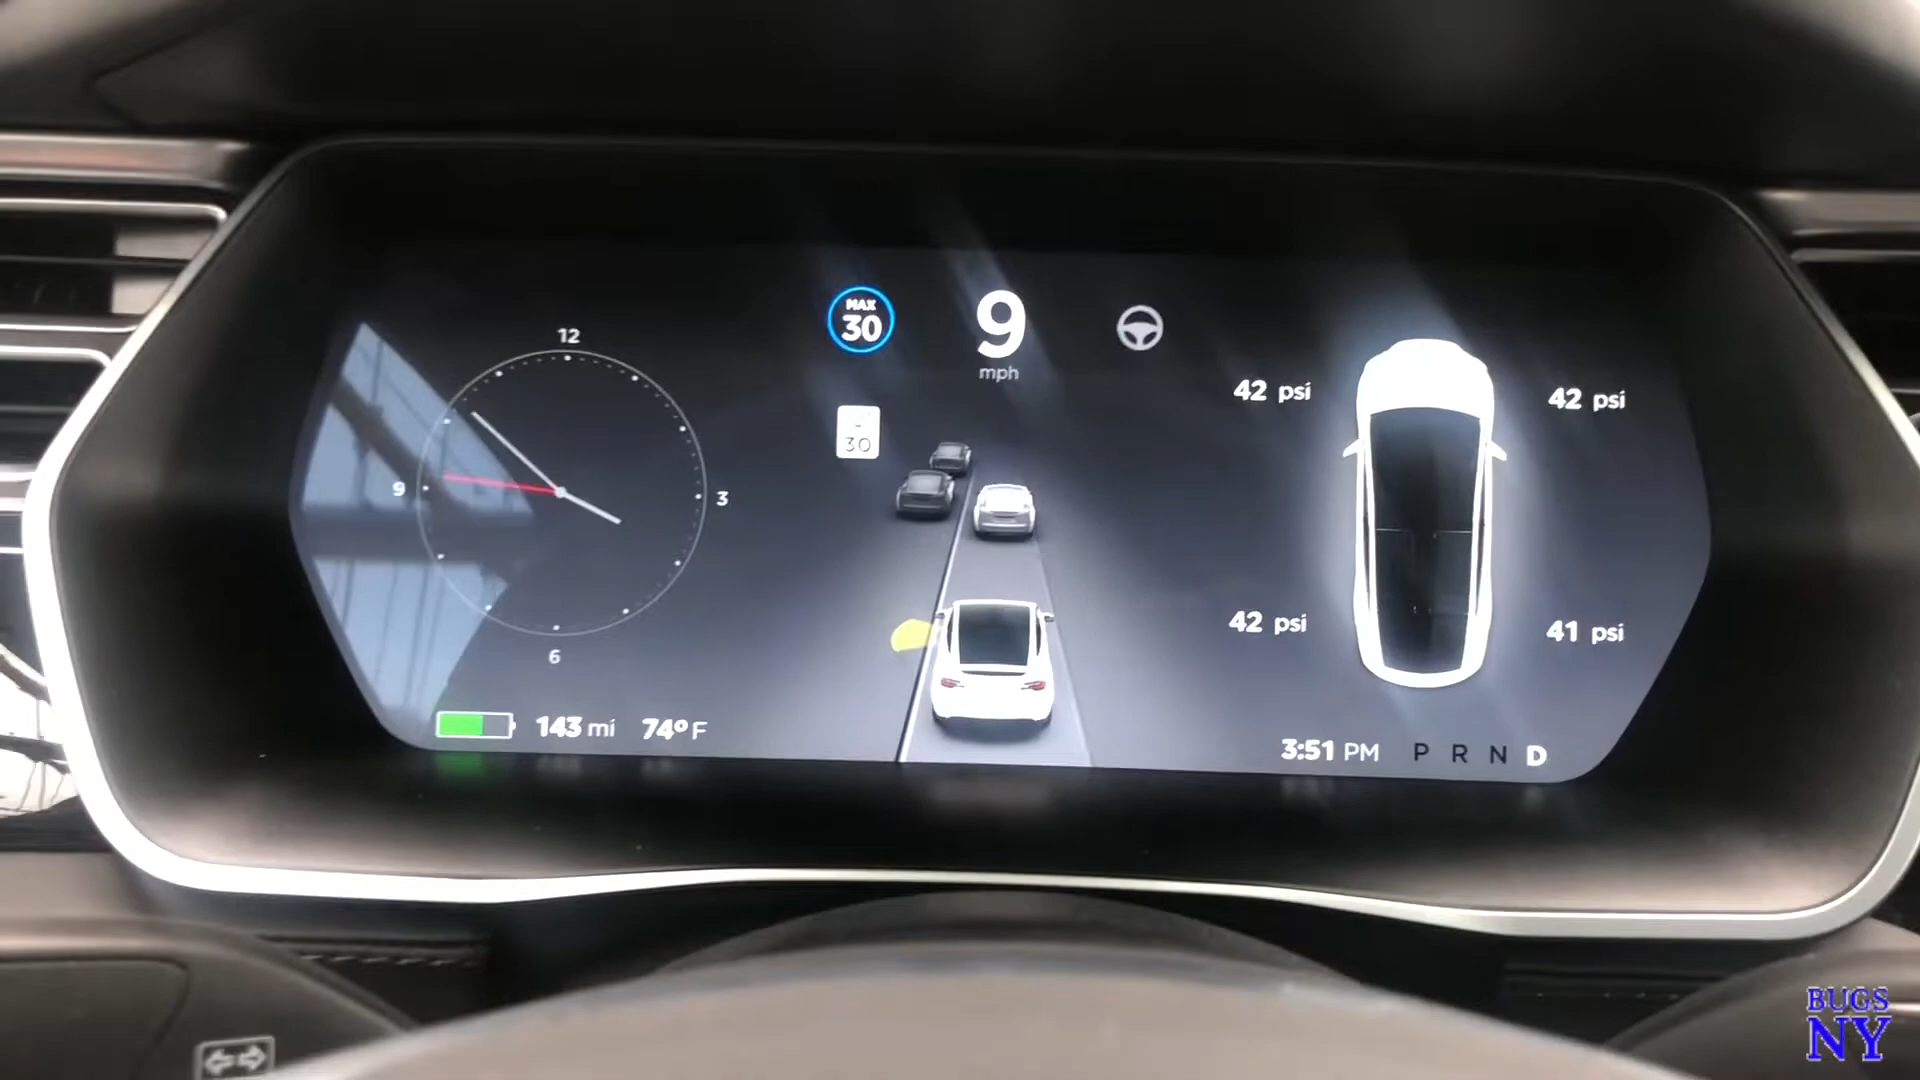 12
9
3
6
143 mi 74° F
MAX
30
9
mph
30
42 psi
42 psi
42 psi
41 psi
3:51 PM P R N D
BUGS
NY